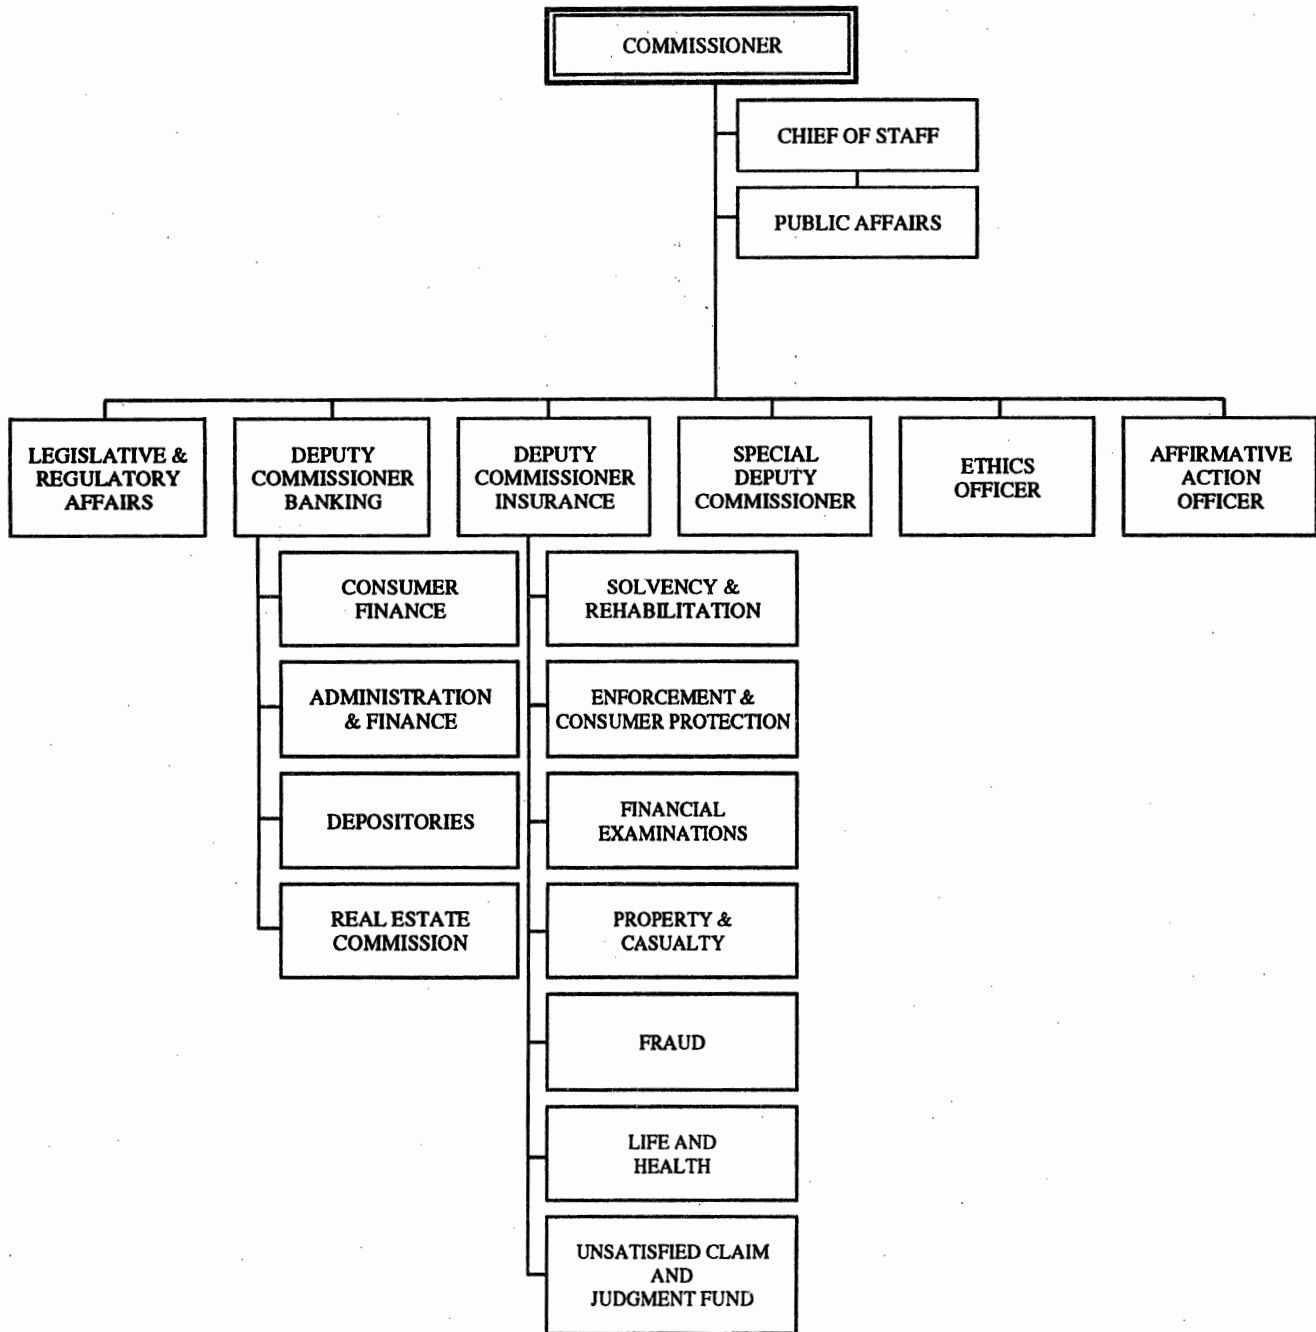 COMMISSIONER
CHIEF OF STAFF
PUBLIC AFFAIRS
LEGISLATIVE &
REGULATORY
AFFAIRS
DEPUTY
COMMISSIONER
BANKING
DEPUTY
COMMISSIONER
INSURANCE
SPECIAL
DEPUTY
COMMISSIONER
ETHICS
OFFICER
AFFIRMATIVE
ACTION
OFFICER
CONSUMER
FINANCE
ADMINISTRATION
& FINANCE
DEPOSITORIES
REAL ESTATE
COMMISSION
SOLVENCY &
REHABILITATION
ENFORCEMENT &
CONSUMER PROTECTION
FINANCIAL
EXAMINATIONS
PROPERTY &
CASUALTY
FRAUD
LIFE AND
HEALTH
UNSATISFIED CLAIM
AND
JUDGMENT FUND